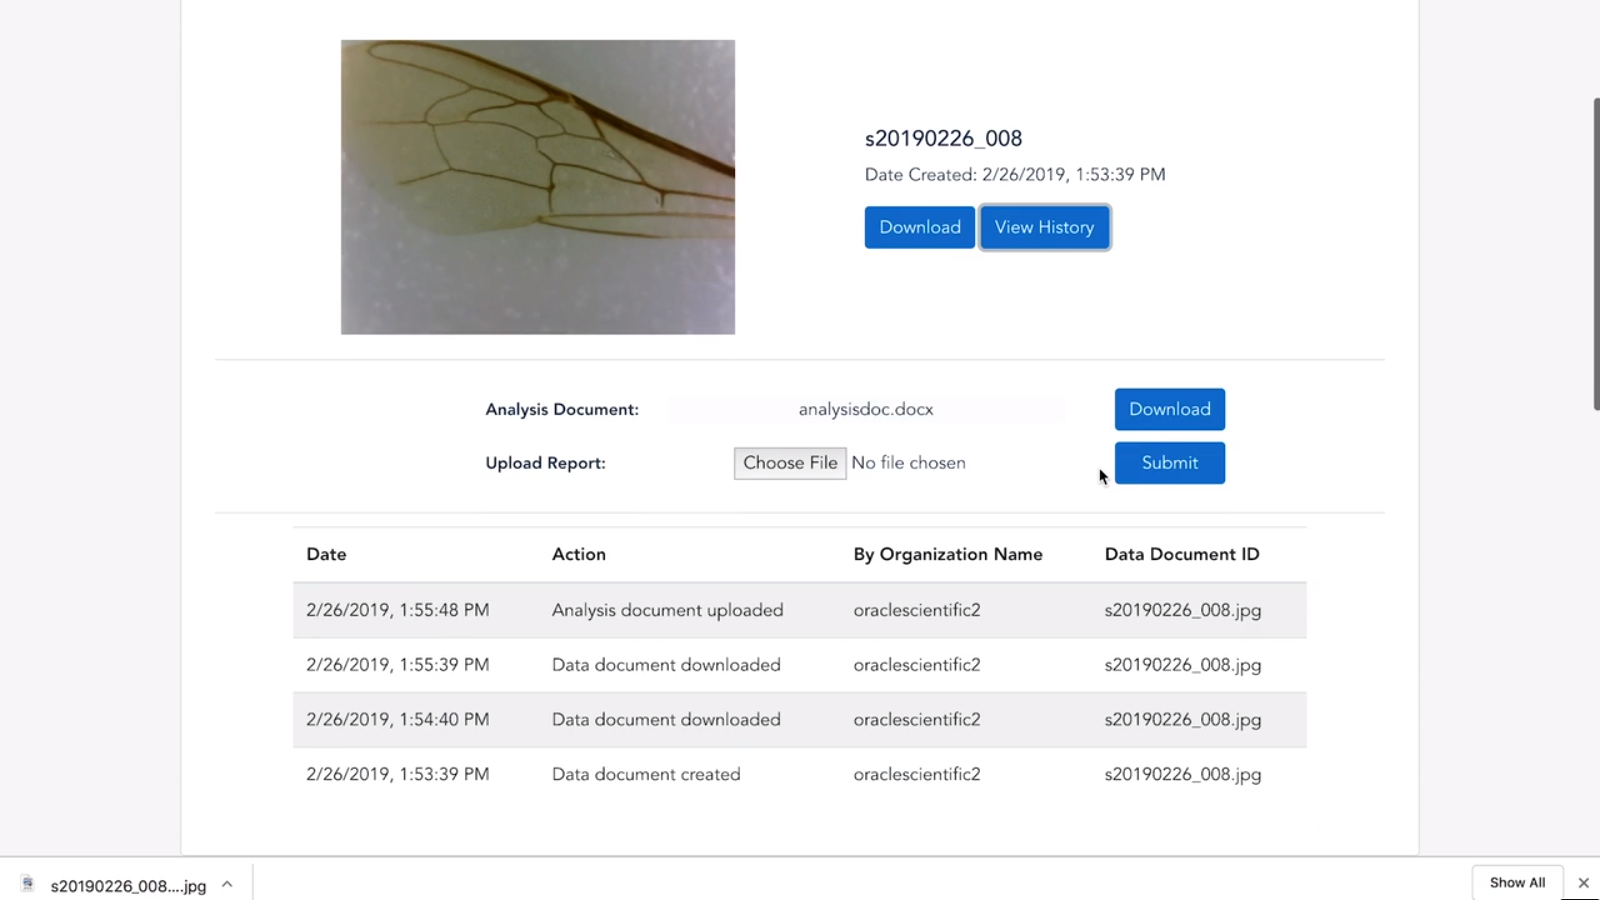 s20190226_008
Date Created: 2/26/2019, 1:53:39 PM
Download View History
Analysis Document: analysisdoc.docx Download
Upload Report: Choose File No file chosen Submit
Date Action By Organization Name Data Document ID
2/26/2019, 1:55:48 PM Analysis document uploaded oraclescientific2 s20190226_008.jpg
2/26/2019, 1:55:39 PM Data document downloaded oraclescientific2 s20190226_008.jpg
2/26/2019, 1:54:40 PM Data document downloaded oraclescientific2 s20190226_008.jpg
2/26/2019, 1:53:39 PM Data document created oraclescientific2 s20190226_008.jpg
s20190226_008....jpg Show All